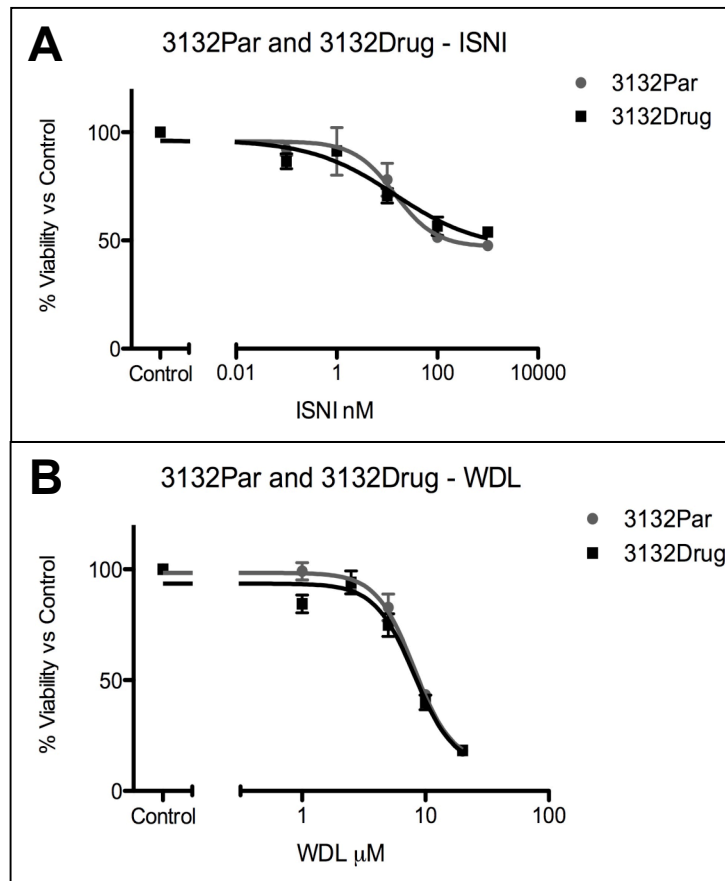 A
3132Par and 3132Drug - ISNI
3132Par
3132Drug
% Viability vs Control
100
50
0
Control
0.01
1
100
10000
ISNI nM
B
3132Par and 3132Drug - WDL
3132Par
3132Drug
% Viability vs Control
100
50
0
Control
1
10
100
WDL μM